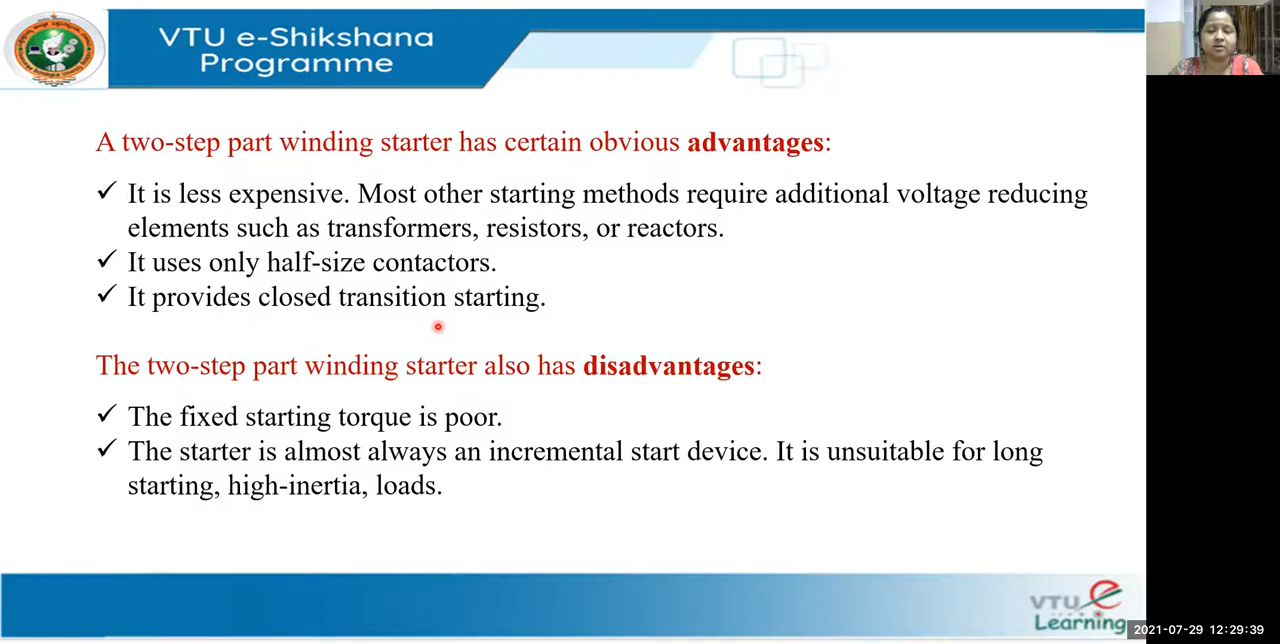 VTU e-Shikshana
Programme
A two-step part winding starter has certain obvious advantages:
✓ It is less expensive. Most other starting methods require additional voltage reducing
elements such as transformers, resistors, or reactors.
✓ It uses only half-size contactors.
✓ It provides closed transition starting.
The two-step part winding starter also has disadvantages:
✓ The fixed starting torque is poor.
✓ The starter is almost always an incremental start device. It is unsuitable for long
starting, high-inertia, loads.
VTU e
Learning
2021-07-29 12:29:39